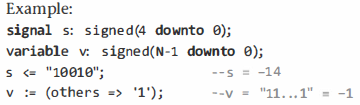 Example:
signal s: signed(4 downto 0);
variable v: signed(N-1 downto 0);
s <= "10010"; --s = -14
v := (others => '1'); --v = "11...1" = -1